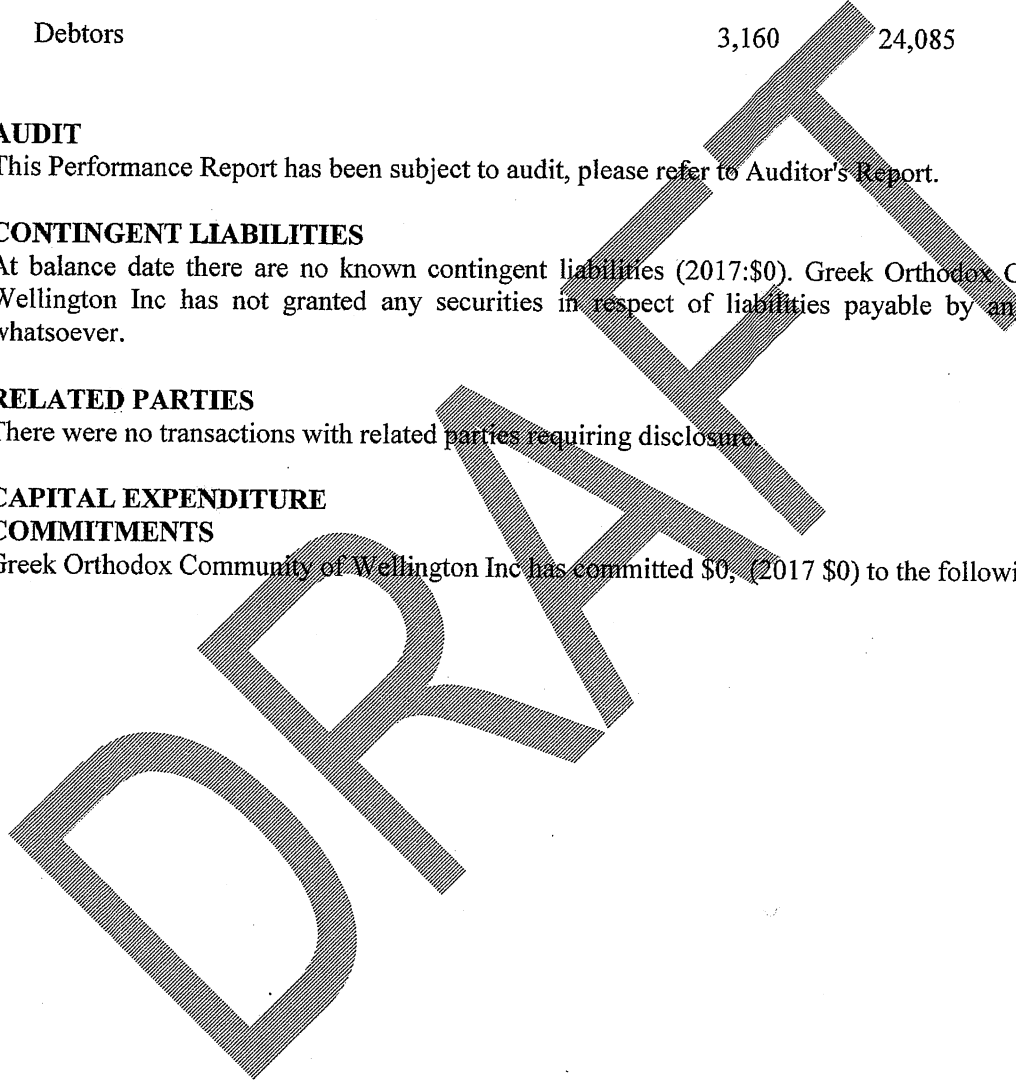 Debtors 3,160 24,085
AUDIT
This Performance Report has been subject to audit, please refer to Auditor's Report.
CONTINGENT LIABILITIES
At balance date there are no known contingent liabilities (2017:$0). Greek Orthodox C
Wellington Inc has not granted any securities in respect of liabilities payable by an
whatsoever.
RELATED PARTIES
There were no transactions with related parties requiring disclosure.
CAPITAL EXPENDITURE
COMMITMENTS
Greek Orthodox Community of Wellington Inc has committed $0, (2017 $0) to the followi
DRAFT